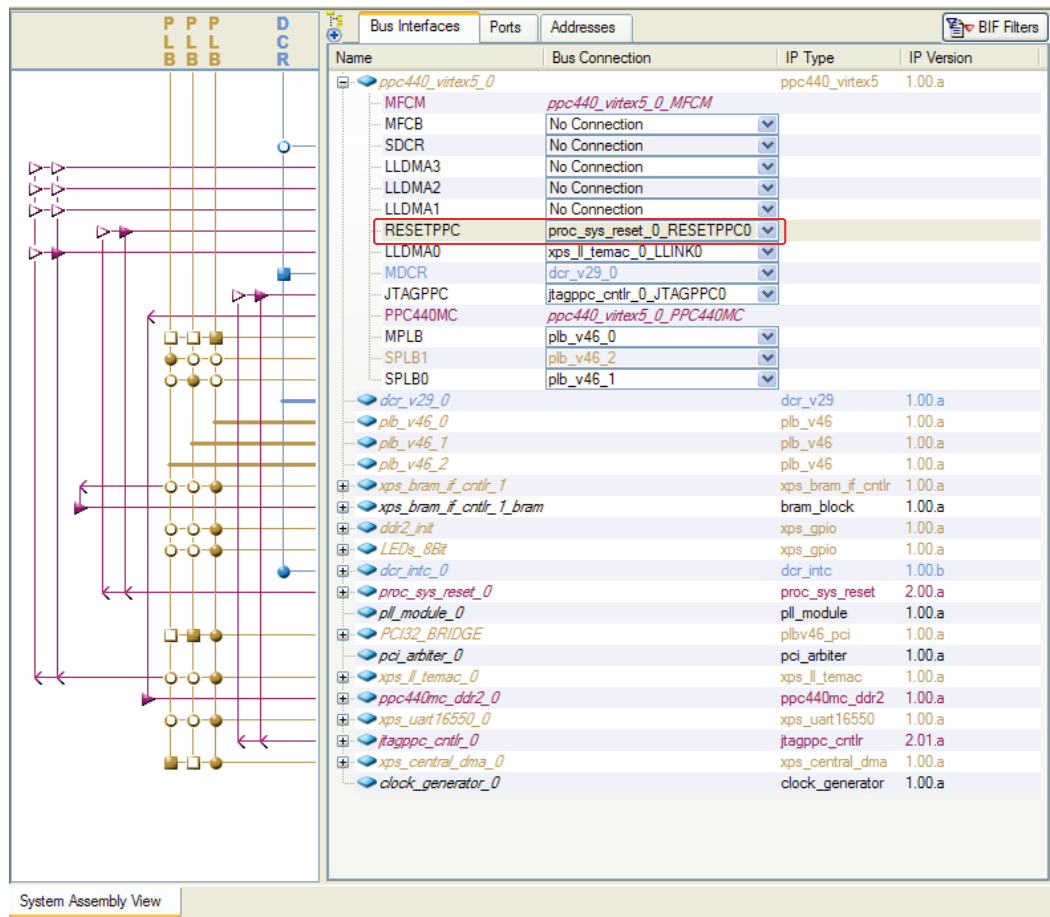 P P P D
L L L C
B B B R
Bus Interfaces Ports Addresses BIF Filters
Name Bus Connection IP Type IP Version
ppc440_virtex5_0 ppc440_virtex5 1.00.a
MFCM ppc440_virtex5_0_MFCM
MFCB No Connection
SDCR No Connection
LLDMA3 No Connection
LLDMA2 No Connection
LLDMA1 No Connection
RESETPPC proc_sys_reset_0_RESETPPC0
LLDMA0 xps_ll_temac_0_LLINK0
MDCR dcr_v29_0
JTAGPPC jtagppc_cntlr_0_JTAGPPC0
PPC440MC ppc440_virtex5_0_PPC440MC
MPLB plb_v46_0
SPLB1 plb_v46_2
SPLB0 plb_v46_1
dcr_v29_0 dcr_v29 1.00.a
plb_v46_0 plb_v46 1.00.a
plb_v46_1 plb_v46 1.00.a
plb_v46_2 plb_v46 1.00.a
xps_bram_if_cntlr_1 xps_bram_if_cntlr 1.00.a
xps_bram_if_cntlr_1_bram bram_block 1.00.a
ddr2_init xps_gpio 1.00.a
LEDs_8Bit xps_gpio 1.00.a
dcr_intc_0 dcr_intc 1.00.b
proc_sys_reset_0 proc_sys_reset 2.00.a
pll_module_0 pll_module 1.00.a
PCI32_BRIDGE plbv46_pci 1.00.a
pci_arbiter_0 pci_arbiter 1.00.a
xps_ll_temac_0 xps_ll_temac 1.00.a
ppc440mc_ddr2_0 ppc440mc_ddr2 1.00.a
xps_uart16550_0 xps_uart16550 1.00.a
jtagppc_cntlr_0 jtagppc_cntlr 2.01.a
xps_central_dma_0 xps_central_dma 1.00.a
clock_generator_0 clock_generator 1.00.a
System Assembly View